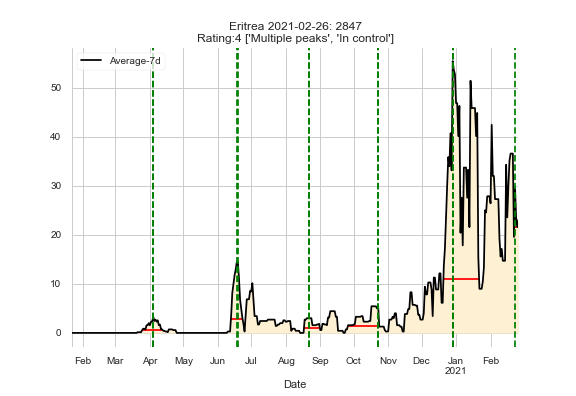 Eritrea 2021-02-26: 2847
Rating:4 ['Multiple peaks', 'In control']
Average-7d
50
40
30
20
10
0
Feb Mar Apr May Jun Jul Aug Sep Oct Nov Dec Jan Feb
2021
Date